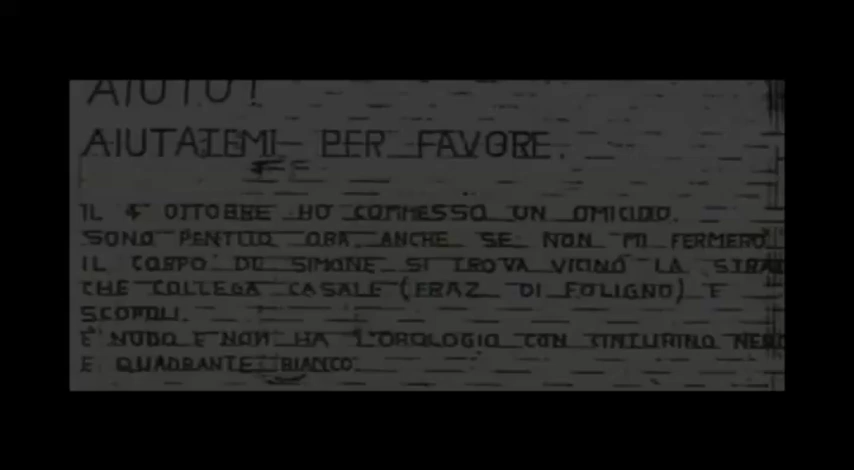 AIUTO!
AIUTATEMI PER FAVORE.
IL 4 OTTOBRE HO COMMESSO UN OMICIDIO.
SONO PENTITO ORA ANCHE SE NON MI FERMERÒ
IL CORPO DI SIMONE SI TROVA VICINO LA STRAD
CHE COLLEGA CASALE (FRAZ. DI FOLIGNO) E
SCOPOLI.
E' NUDO E NON HA L'OROLOGIO CON CINTURINO NERO
E QUADRANTE BIANCO.